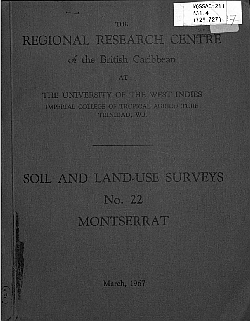 THE
REGIONAL RESEARCH CENTRE
of the British Caribbean
AT
THE UNIVERSITY OF THE WEST INDIES
IMPERIAL COLLEGE OF TROPICAL AGRICULTURE
TRINIDAD, W.I.
SOIL AND LAND-USE SURVEYS
No. 22
MONTSERRAT
March, 1967